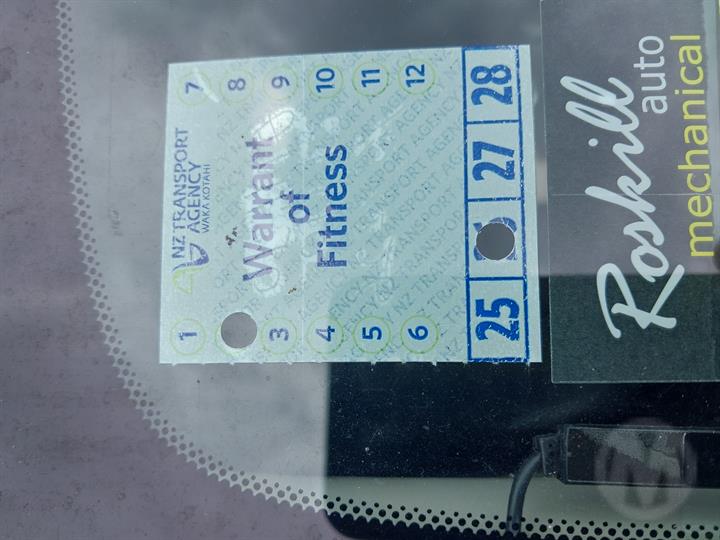 NZ TRANSPORT
AGENCY
WAKA KOTAHI
Warrant
of
Fitness
1
3
4
5
6
7
8
9
10
11
12
25
27
28
Roskill
auto
mechanical